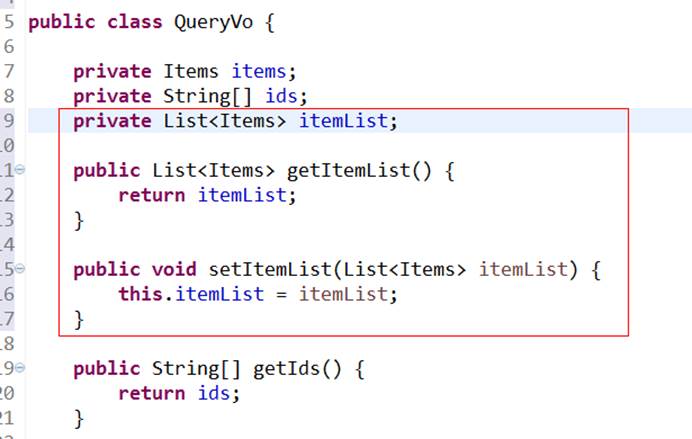 5 public class QueryVo {
6
7     private Items items;
8     private String[] ids;
9     private List<Items> itemList;
10
11     public List<Items> getItemList() {
12         return itemList;
13     }
14
15     public void setItemList(List<Items> itemList) {
16         this.itemList = itemList;
17     }
18
19     public String[] getIds() {
20         return ids;
21     }